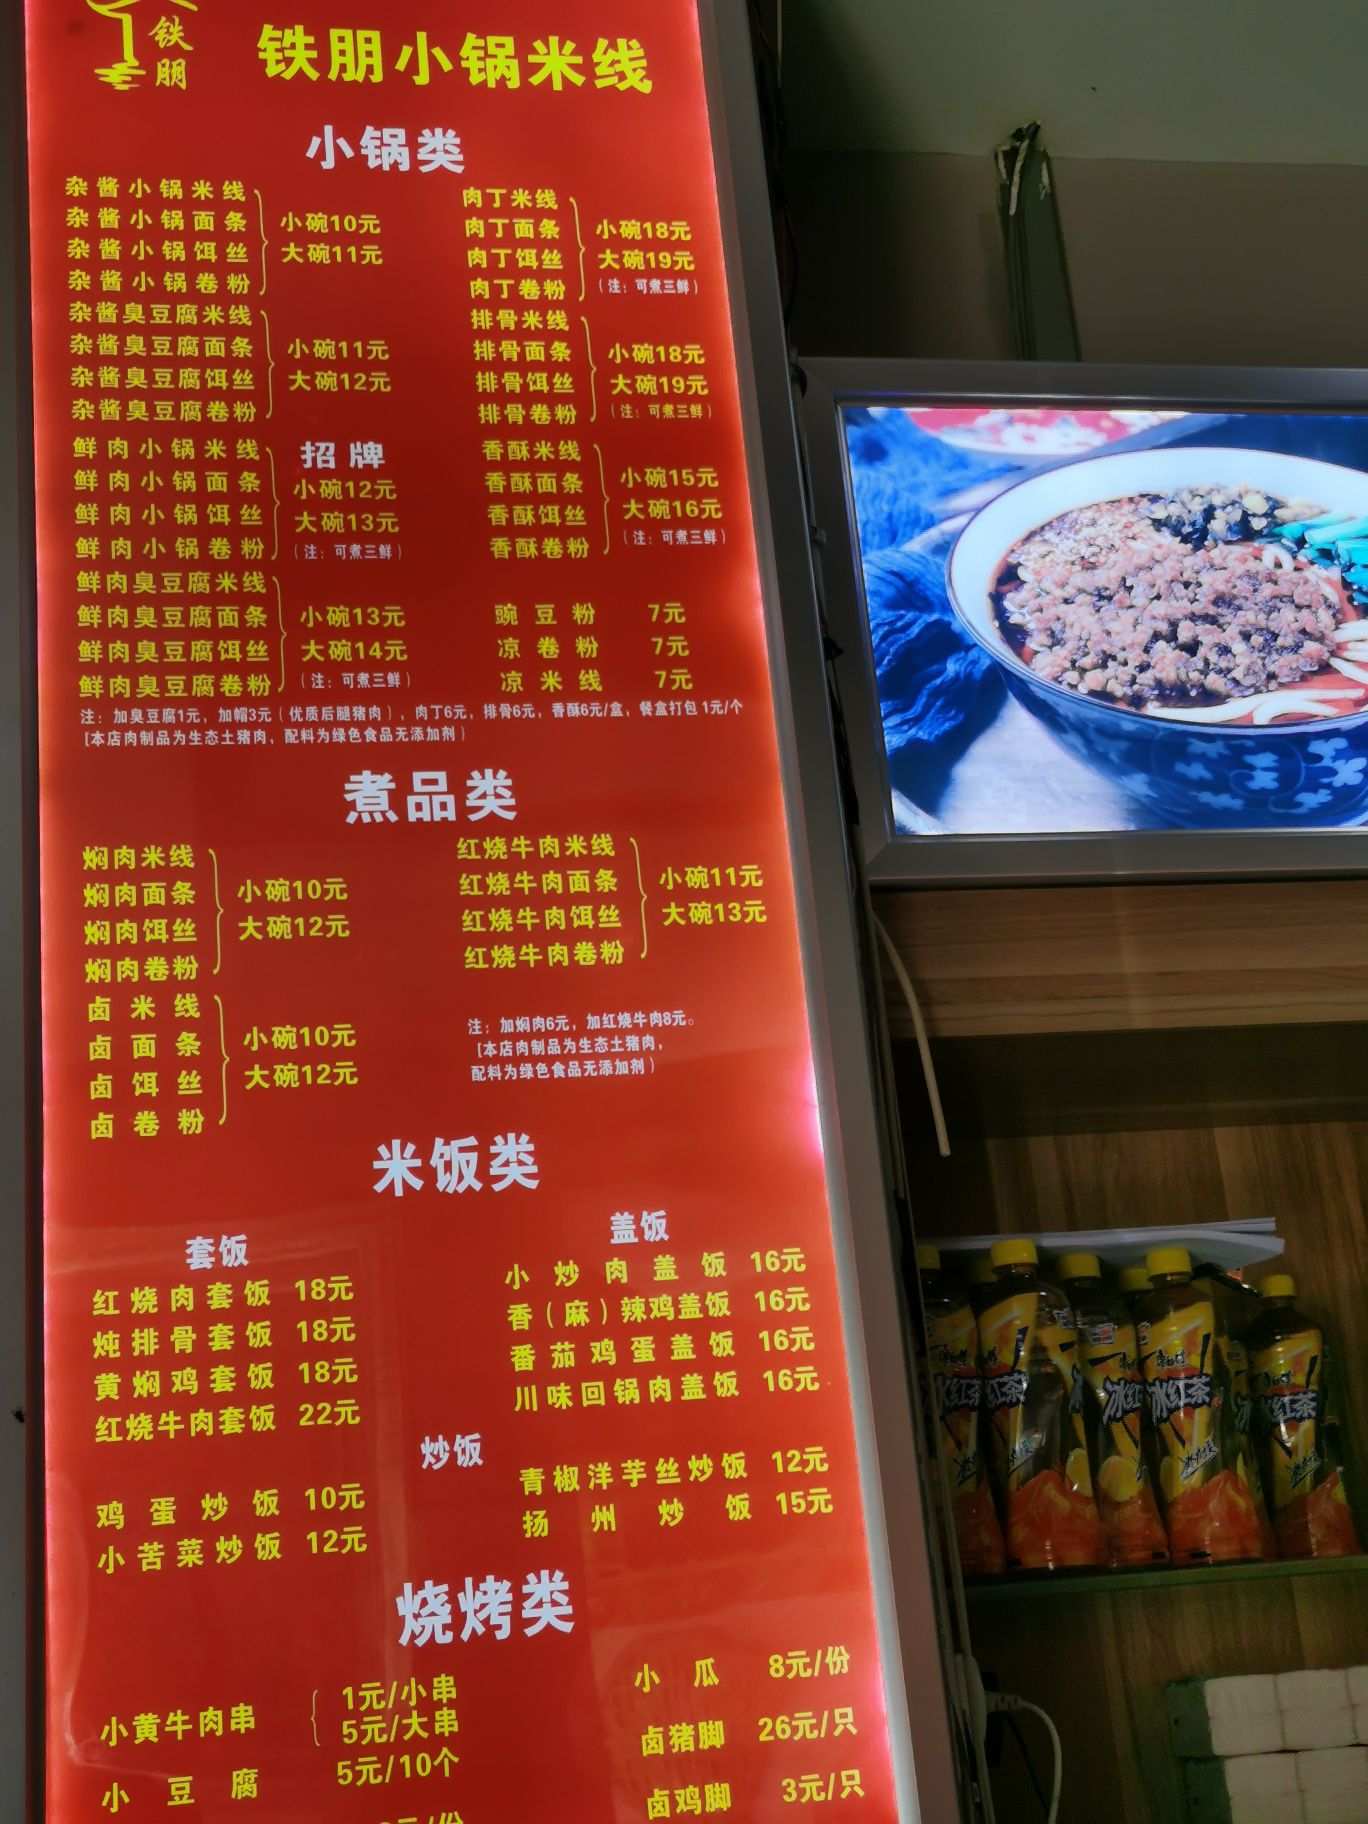 铁朋
铁朋小锅米线
小锅类
杂酱小锅米线
杂酱小锅面条
杂酱小锅饵丝
杂酱小锅卷粉
小碗10元
大碗11元
杂酱臭豆腐米线
杂酱臭豆腐面条
杂酱臭豆腐饵丝
杂酱臭豆腐卷粉
小碗11元
大碗12元
鲜肉小锅米线
鲜肉小锅面条
鲜肉小锅饵丝
鲜肉小锅卷粉
招牌
小碗12元
大碗13元
（注：可煮三鲜）
鲜肉臭豆腐米线
鲜肉臭豆腐面条
鲜肉臭豆腐饵丝
鲜肉臭豆腐卷粉
小碗13元
大碗14元
（注：可煮三鲜）
肉丁米线
肉丁面条
肉丁饵丝
肉丁卷粉
小碗18元
大碗19元
（注：可煮三鲜）
排骨米线
排骨面条
排骨饵丝
排骨卷粉
小碗18元
大碗19元
（注：可煮三鲜）
香酥米线
香酥面条
香酥饵丝
香酥卷粉
小碗15元
大碗16元
（注：可煮三鲜）
豌豆粉 7元
凉卷粉 7元
凉米线 7元
注：加臭豆腐1元，加帽3元（优质后腿猪肉），肉丁6元，排骨6元，香酥6元/盒，餐盒打包 1元/个
[本店肉制品为生态土猪肉，配料为绿色食品无添加剂）
煮品类
焖肉米线
焖肉面条
焖肉饵丝
焖肉卷粉
小碗10元
大碗12元
卤米线
卤面条
卤饵丝
卤卷粉
小碗10元
大碗12元
红烧牛肉米线
红烧牛肉面条
红烧牛肉饵丝
红烧牛肉卷粉
小碗11元
大碗13元
注：加焖肉6元，加红烧牛肉8元。
[本店肉制品为生态土猪肉，
配料为绿色食品无添加剂）
米饭类
套饭
红烧肉套饭 18元
炖排骨套饭 18元
黄焖鸡套饭 18元
红烧牛肉套饭 22元
盖饭
小炒肉盖饭 16元
香（麻）辣鸡盖饭 16元
番茄鸡蛋盖饭 16元
川味回锅肉盖饭 16元
炒饭
鸡蛋炒饭 10元
小苦菜炒饭 12元
青椒洋芋丝炒饭 12元
扬州炒饭 15元
烧烤类
小黄牛肉串
1元/小串
5元/大串
小豆腐 5元/10个
小瓜 8元/份
卤猪脚 26元/只
卤鸡脚 3元/只
冰红茶
冰红茶
冰红茶
冰红茶
冰红茶